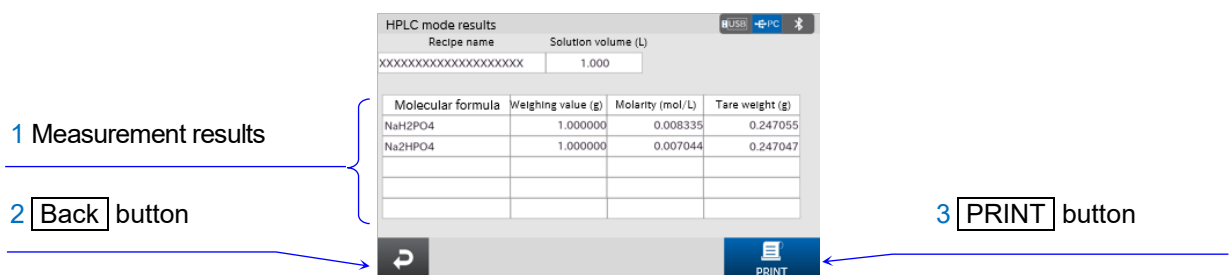 HPLC mode results
USB PC
Recipe name Solution volume (L)
XXXXXXXXXXXXXXXXXXXX 1.000
Molecular formula Weighing value (g) Molarity (mol/L) Tare weight (g)
NaH2PO4 1.000000 0.008335 0.247055
Na2HPO4 1.000000 0.007044 0.247047
1 Measurement results
2 Back button
3 PRINT button
PRINT